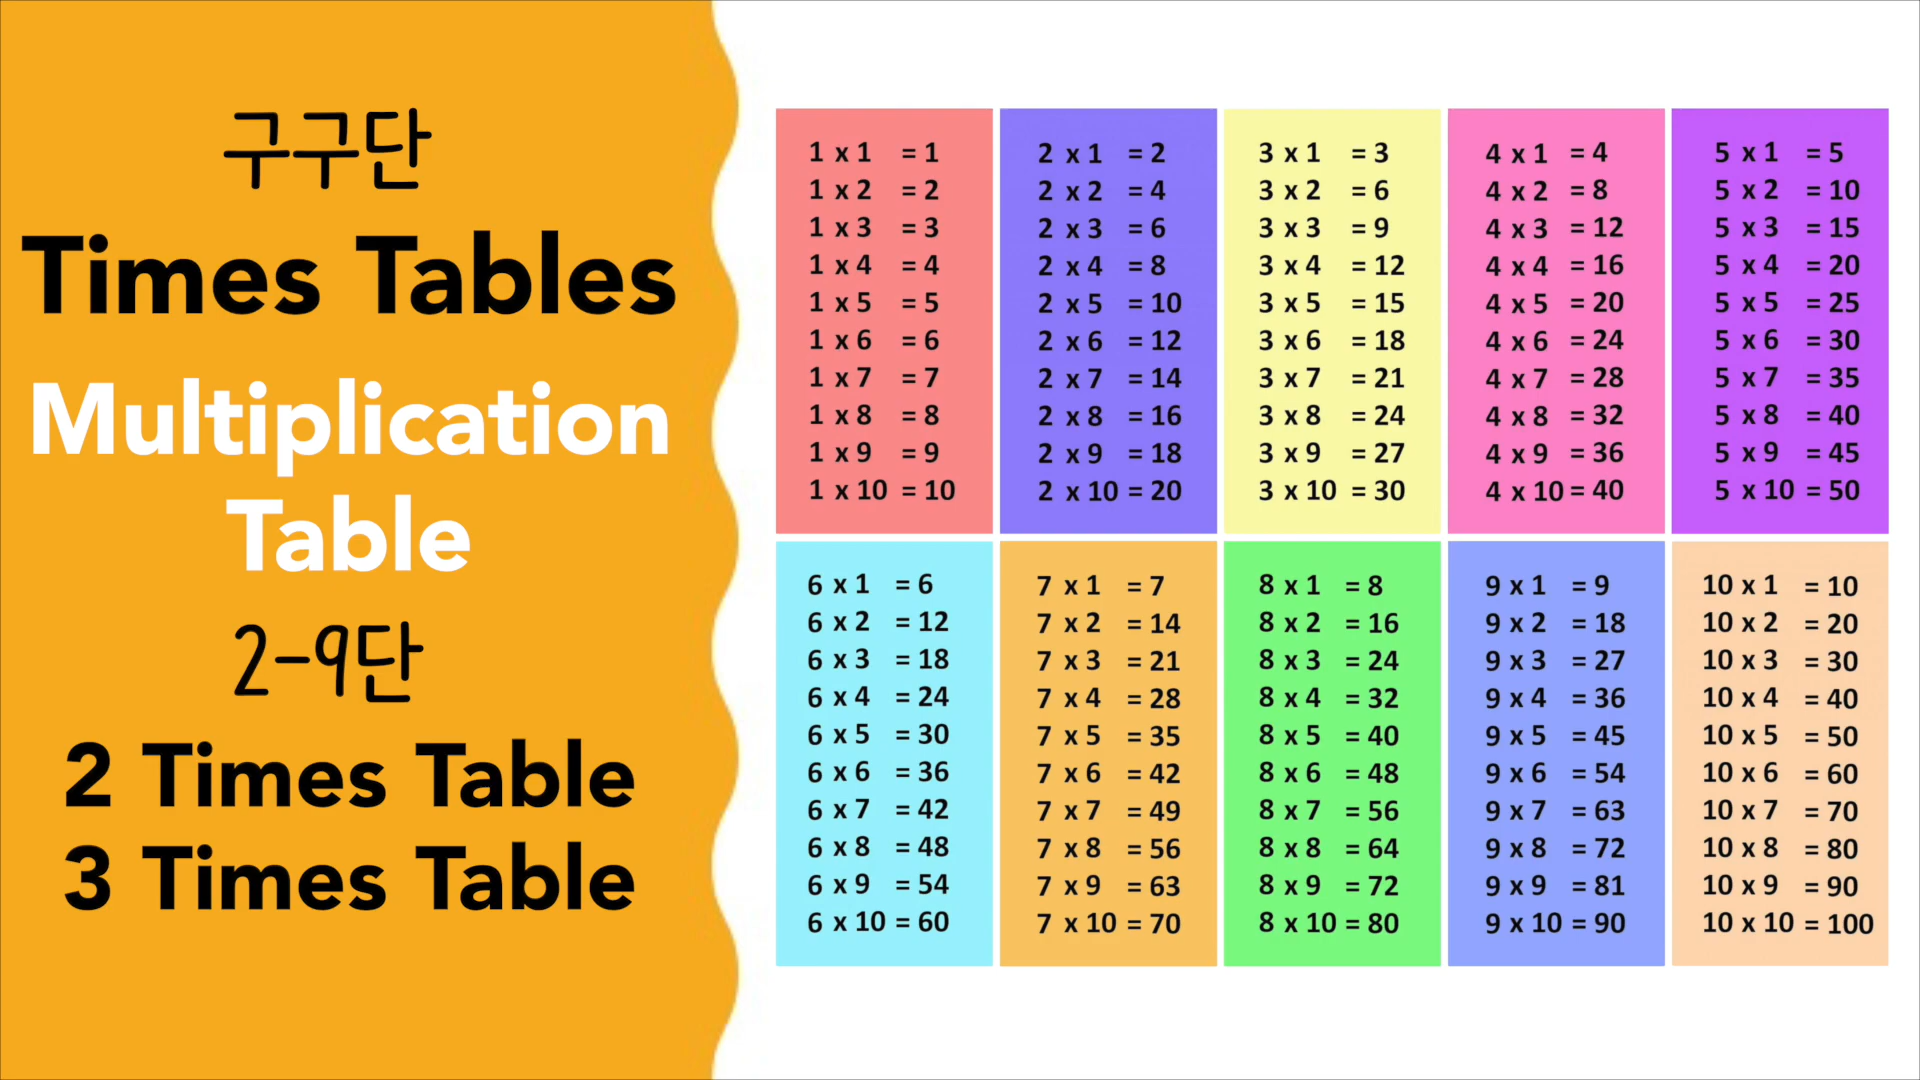 구구단
Times Tables
Multiplication
Table
2-9단
2 Times Table
3 Times Table
1 x 1 = 1
1 x 2 = 2
1 x 3 = 3
1 x 4 = 4
1 x 5 = 5
1 x 6 = 6
1 x 7 = 7
1 x 8 = 8
1 x 9 = 9
1 x 10 = 10
2 x 1 = 2
2 x 2 = 4
2 x 3 = 6
2 x 4 = 8
2 x 5 = 10
2 x 6 = 12
2 x 7 = 14
2 x 8 = 16
2 x 9 = 18
2 x 10 = 20
3 x 1 = 3
3 x 2 = 6
3 x 3 = 9
3 x 4 = 12
3 x 5 = 15
3 x 6 = 18
3 x 7 = 21
3 x 8 = 24
3 x 9 = 27
3 x 10 = 30
4 x 1 = 4
4 x 2 = 8
4 x 3 = 12
4 x 4 = 16
4 x 5 = 20
4 x 6 = 24
4 x 7 = 28
4 x 8 = 32
4 x 9 = 36
4 x 10 = 40
5 x 1 = 5
5 x 2 = 10
5 x 3 = 15
5 x 4 = 20
5 x 5 = 25
5 x 6 = 30
5 x 7 = 35
5 x 8 = 40
5 x 9 = 45
5 x 10 = 50
6 x 1 = 6
6 x 2 = 12
6 x 3 = 18
6 x 4 = 24
6 x 5 = 30
6 x 6 = 36
6 x 7 = 42
6 x 8 = 48
6 x 9 = 54
6 x 10 = 60
7 x 1 = 7
7 x 2 = 14
7 x 3 = 21
7 x 4 = 28
7 x 5 = 35
7 x 6 = 42
7 x 7 = 49
7 x 8 = 56
7 x 9 = 63
7 x 10 = 70
8 x 1 = 8
8 x 2 = 16
8 x 3 = 24
8 x 4 = 32
8 x 5 = 40
8 x 6 = 48
8 x 7 = 56
8 x 8 = 64
8 x 9 = 72
8 x 10 = 80
9 x 1 = 9
9 x 2 = 18
9 x 3 = 27
9 x 4 = 36
9 x 5 = 45
9 x 6 = 54
9 x 7 = 63
9 x 8 = 72
9 x 9 = 81
9 x 10 = 90
10 x 1 = 10
10 x 2 = 20
10 x 3 = 30
10 x 4 = 40
10 x 5 = 50
10 x 6 = 60
10 x 7 = 70
10 x 8 = 80
10 x 9 = 90
10 x 10 = 100